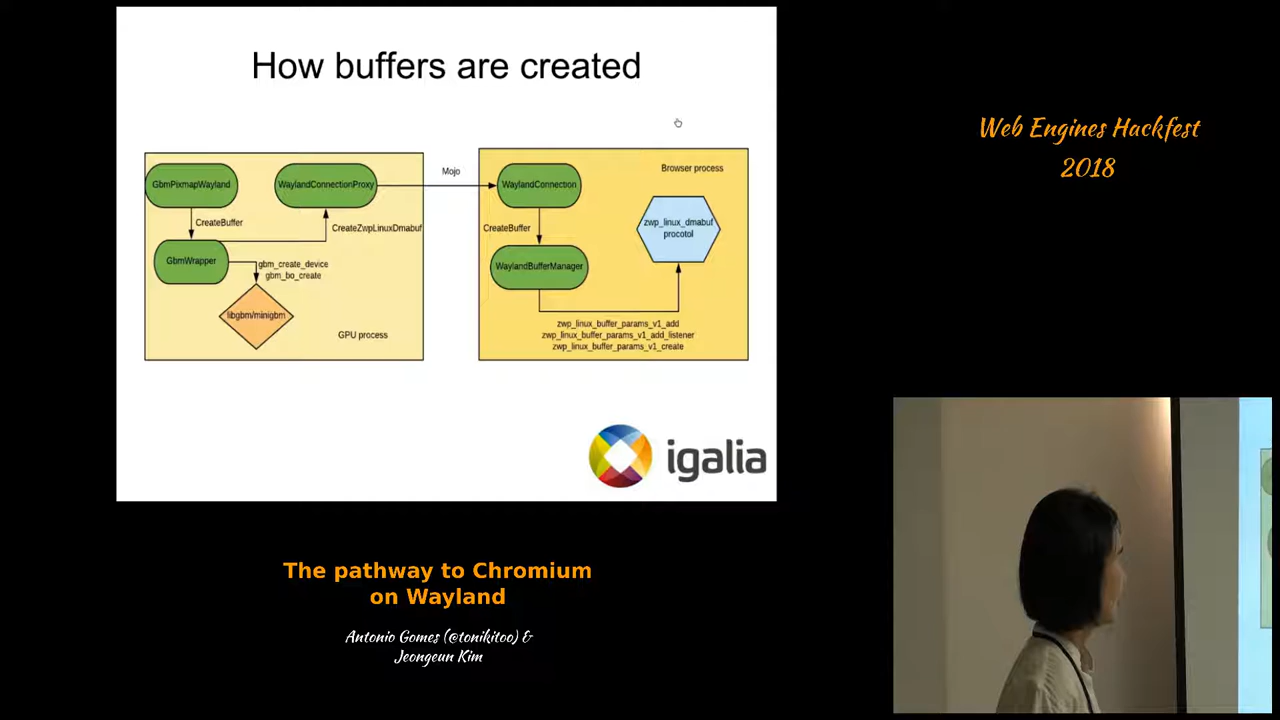 How buffers are created
GbmPixmapWayland
WaylandConnectionProxy
CreateBuffer
CreateZwpLinuxDmabuf
GbmWrapper
gbm_create_device
gbm_bo_create
libgbm/minigbm
GPU process
Mojo
WaylandConnection
Browser process
CreateBuffer
zwp_linux_dmabuf
procotol
WaylandBufferManager
zwp_linux_buffer_params_v1_add
zwp_linux_buffer_params_v1_add_listener
zwp_linux_buffer_params_v1_create
igalia
Web Engines Hackfest
2018
The pathway to Chromium
on Wayland
Antonio Gomes (@tonikitoo) &
Jeongeun Kim